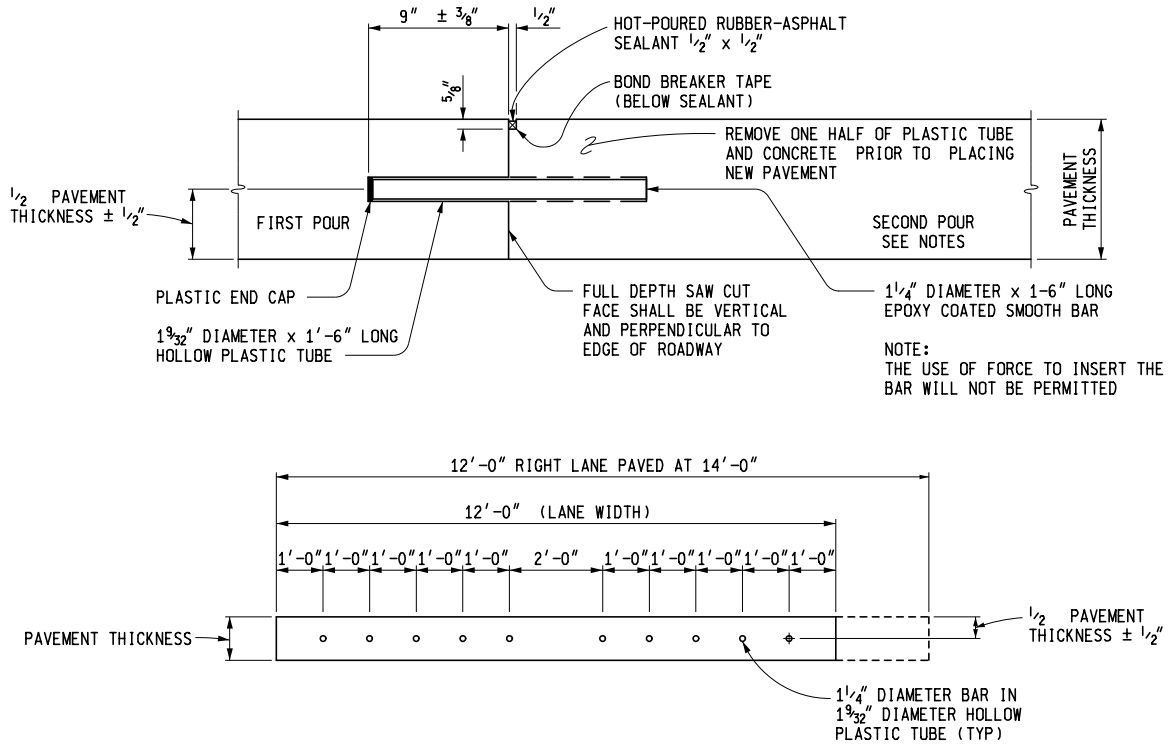 9" ± 3/8"
1/2"
HOT-POURED RUBBER-ASPHALT
SEALANT 1/2" x 1/2"
5/8"
BOND BREAKER TAPE
(BELOW SEALANT)
REMOVE ONE HALF OF PLASTIC TUBE
AND CONCRETE PRIOR TO PLACING
NEW PAVEMENT
PAVEMENT
THICKNESS
1/2 PAVEMENT
THICKNESS ± 1/2"
FIRST POUR
SECOND POUR
SEE NOTES
PLASTIC END CAP
1 9/32" DIAMETER x 1'-6" LONG
HOLLOW PLASTIC TUBE
FULL DEPTH SAW CUT
FACE SHALL BE VERTICAL
AND PERPENDICULAR TO
EDGE OF ROADWAY
1 1/4" DIAMETER x 1-6" LONG
EPOXY COATED SMOOTH BAR
NOTE:
THE USE OF FORCE TO INSERT THE
BAR WILL NOT BE PERMITTED
12'-0" RIGHT LANE PAVED AT 14'-0"
12'-0" (LANE WIDTH)
1'-0" 1'-0" 1'-0" 1'-0" 1'-0" 2'-0" 1'-0" 1'-0" 1'-0" 1'-0" 1'-0"
PAVEMENT THICKNESS
1/2 PAVEMENT
THICKNESS ± 1/2"
1 1/4" DIAMETER BAR IN
1 9/32" DIAMETER HOLLOW
PLASTIC TUBE (TYP)